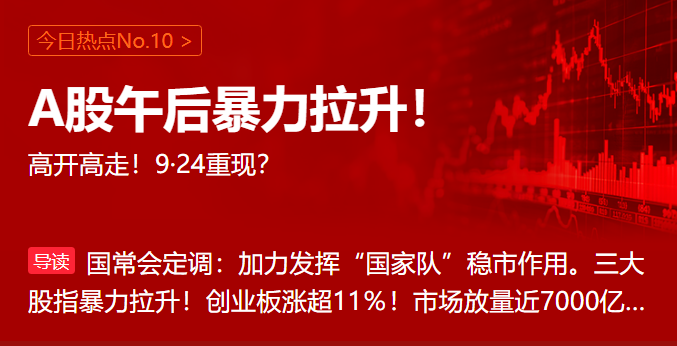 今日热点No.10 >
A股午后暴力拉升！
高开高走！9·24重现？
导读 国常会定调：加力发挥“国家队”稳市作用。三大
股指暴力拉升！创业板涨超11%！市场放量近7000亿...